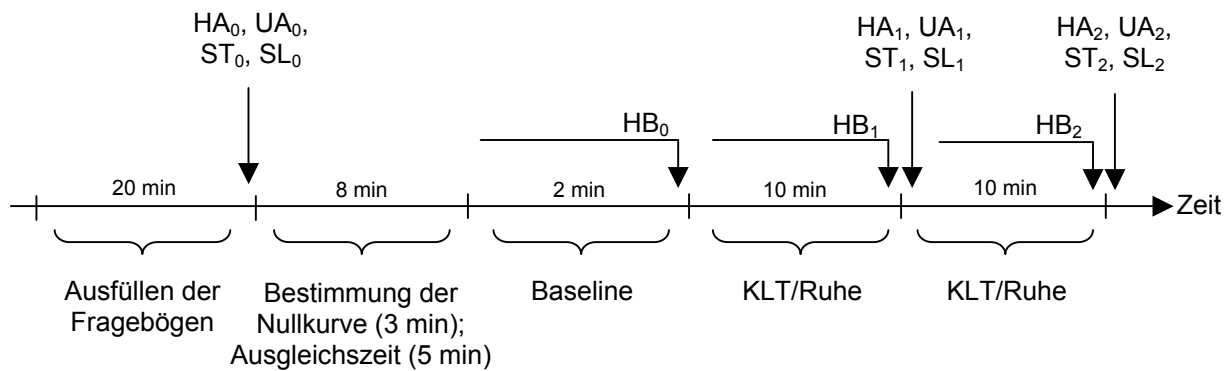 HA₀, UA₀,
ST₀, SL₀
HA₁, UA₁,
ST₁, SL₁
HA₂, UA₂,
ST₂, SL₂
HB₀
HB₁
HB₂
20 min
8 min
2 min
10 min
10 min
Zeit
Ausfüllen der
Fragebögen
Bestimmung der
Nullkurve (3 min);
Ausgleichszeit (5 min)
Baseline
KLT/Ruhe
KLT/Ruhe